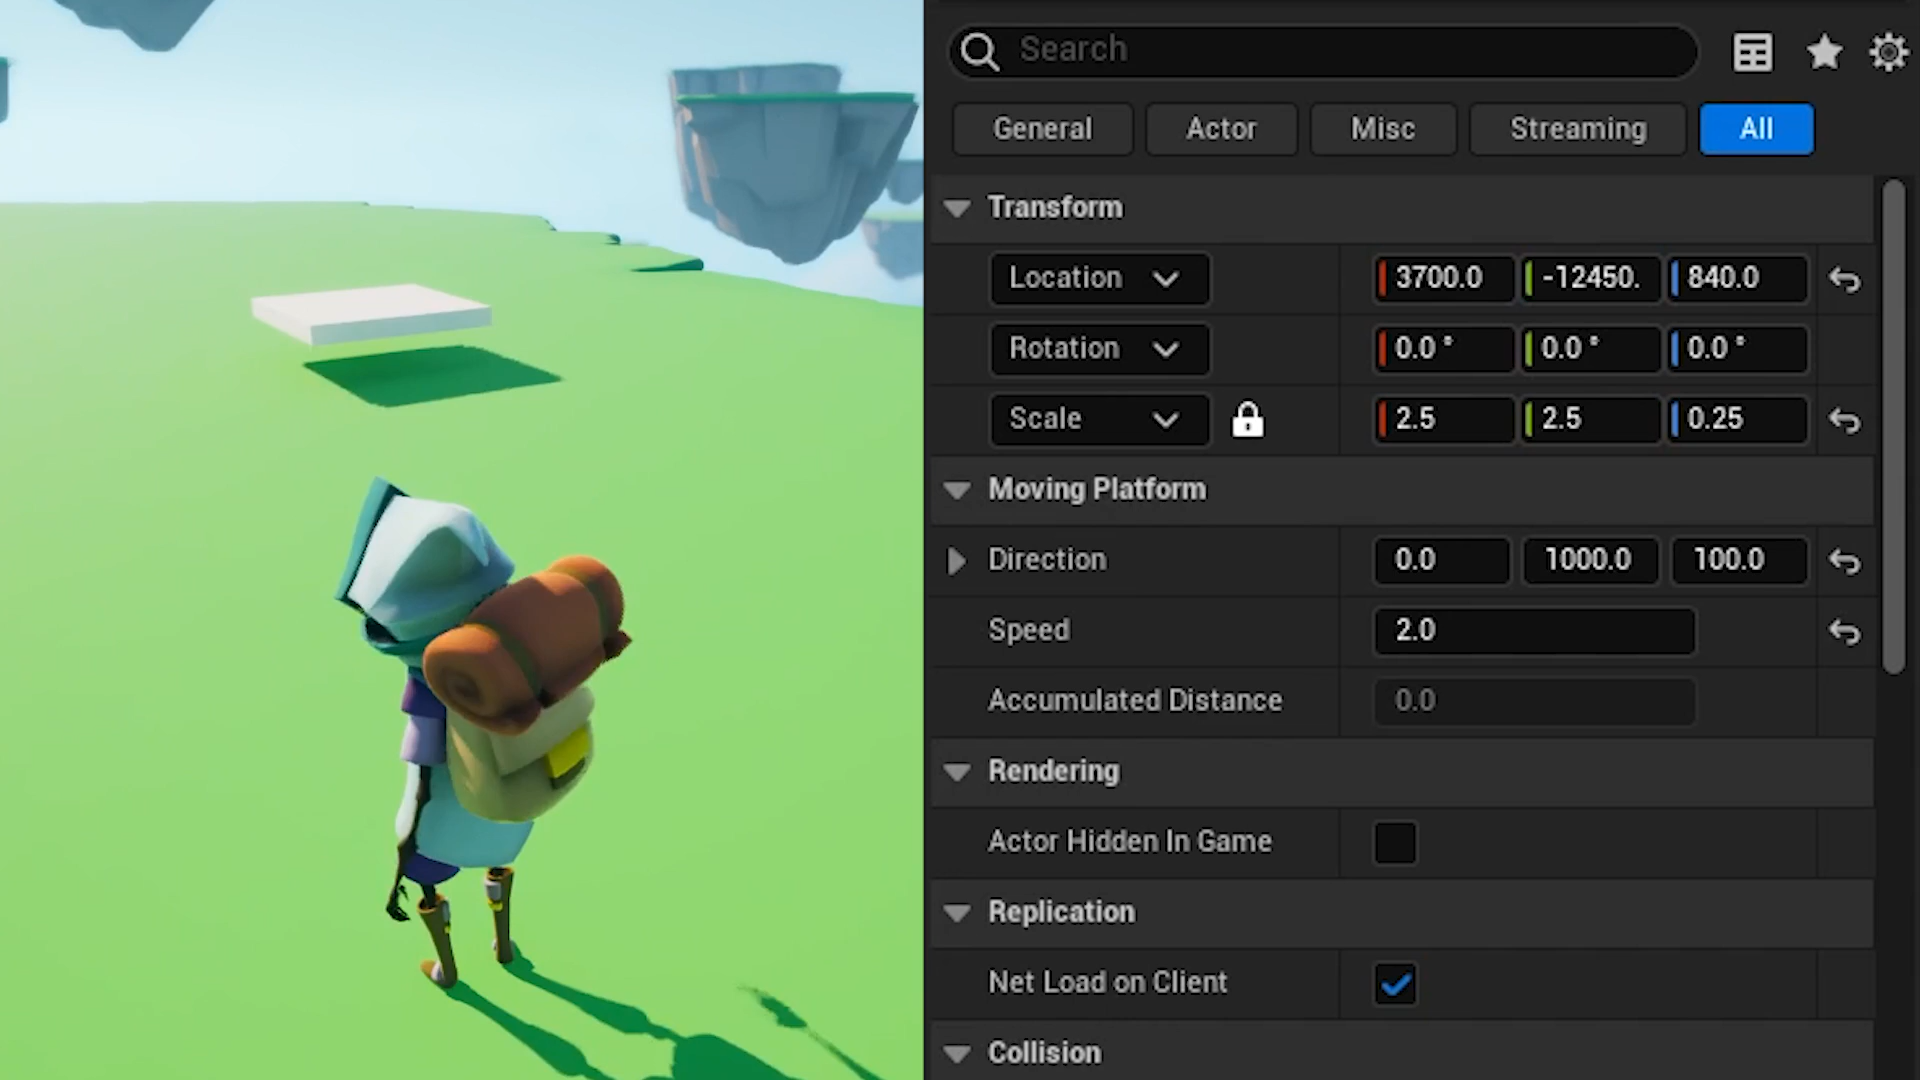 Search
General Actor Misc Streaming All
Transform
Location 3700.0 -12450. 840.0
Rotation 0.0 ° 0.0 ° 0.0 °
Scale 2.5 2.5 0.25
Moving Platform
Direction 0.0 1000.0 100.0
Speed 2.0
Accumulated Distance 0.0
Rendering
Actor Hidden In Game
Replication
Net Load on Client
Collision